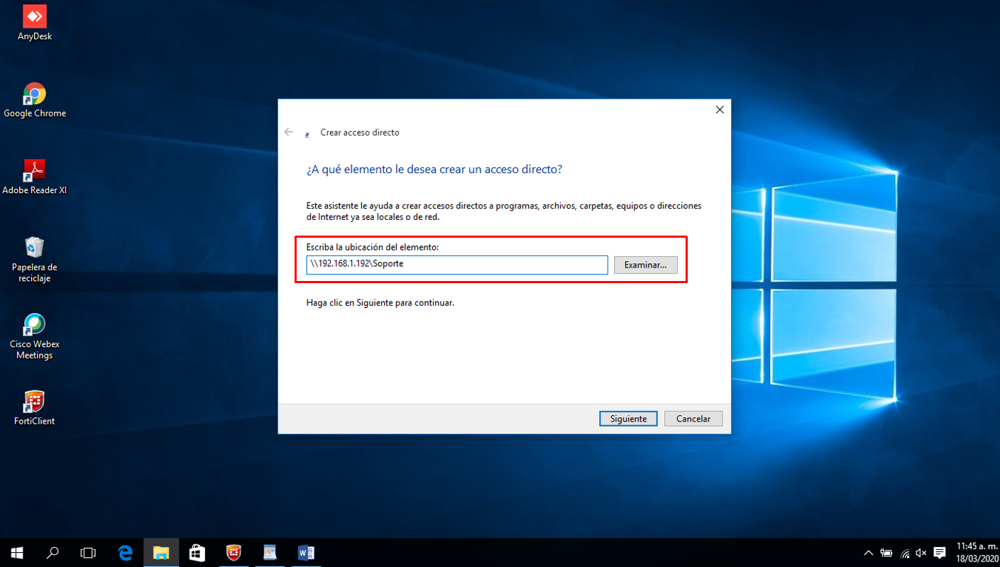 AnyDesk
Google Chrome
Adobe Reader XI
Papelera de
reciclaje
Cisco Webex
Meetings
FortiClient
Crear acceso directo
¿A qué elemento le desea crear un acceso directo?
Este asistente le ayuda a crear accesos directos a programas, archivos, carpetas, equipos o direcciones
de Internet ya sea locales o de red.
Escriba la ubicación del elemento:
\\192.168.1.192\Soporte
Examinar...
Haga clic en Siguiente para continuar.
Siguiente
Cancelar
11:45 a. m.
18/03/2020